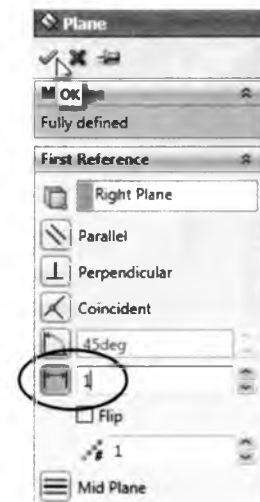 Plane
OK
Fully defined
First Reference
Right Plane
Parallel
Perpendicular
Coincident
45deg
1
Flip
1
Mid Plane